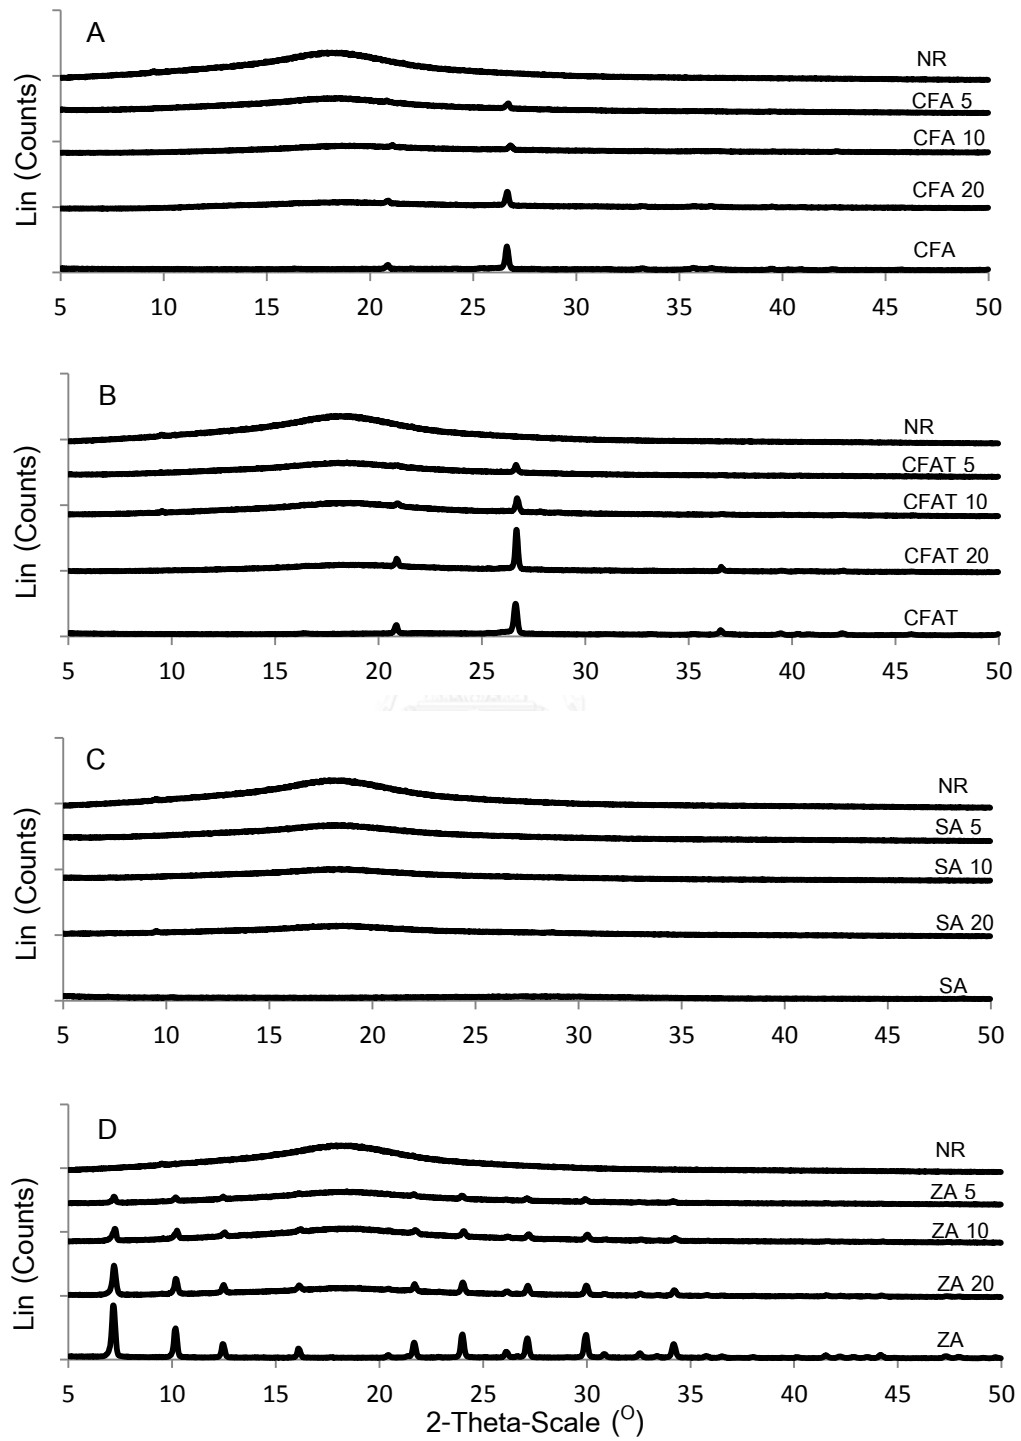 A
NR
CFA 5
CFA 10
CFA 20
CFA
Lin (Counts)
5 10 15 20 25 30 35 40 45 50
B
NR
CFAT 5
CFAT 10
CFAT 20
CFAT
Lin (Counts)
5 10 15 20 25 30 35 40 45 50
C
NR
SA 5
SA 10
SA 20
SA
Lin (Counts)
5 10 15 20 25 30 35 40 45 50
D
NR
ZA 5
ZA 10
ZA 20
ZA
Lin (Counts)
5 10 15 20 25 30 35 40 45 50
2-Theta-Scale (O)